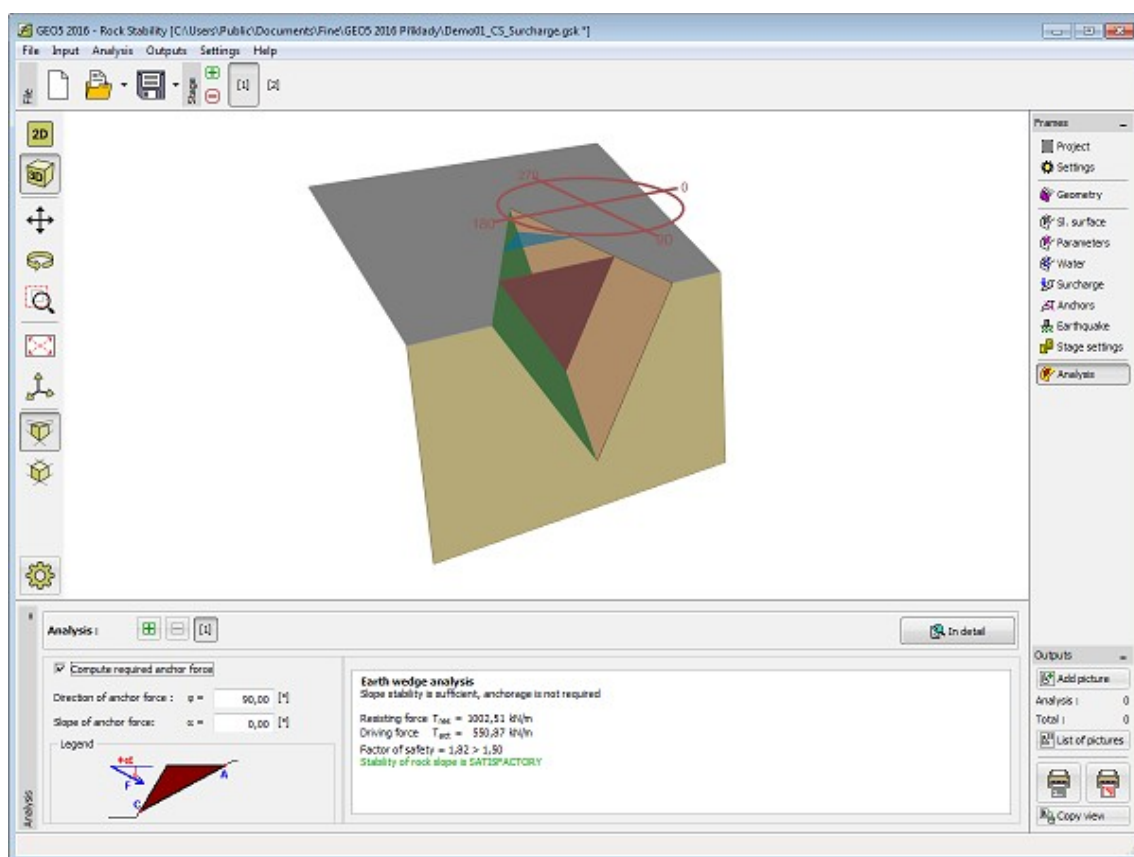 GEO5 2016 - Rock Stability [C:\Users\Public\Documents\Fine\GEO5 2016 Příklady\Demo01_CS_Surcharge.gsk *]
File Input Analysis Outputs Settings Help
File
Stage
[1] [2]
2D
3D
270
0
180
90
Frames
Project
Settings
Geometry
Sl. surface
Parameters
Water
Surcharge
Anchors
Earthquake
Stage settings
Analysis
Analysis
Analysis :
[1]
In detail
Compute required anchor force
Direction of anchor force : φ = 90,00 [°]
Slope of anchor force: α = 0,00 [°]
Legend
+α
F
A
C
Earth wedge analysis
Slope stability is sufficient, anchorage is not required
Resisting force Tres = 1002,51 kN/m
Driving force Tact = 550,87 kN/m
Factor of safety = 1,82 > 1,50
Stability of rock slope is SATISFACTORY
Outputs
Add picture
Analysis : 0
Total : 0
List of pictures
Copy view